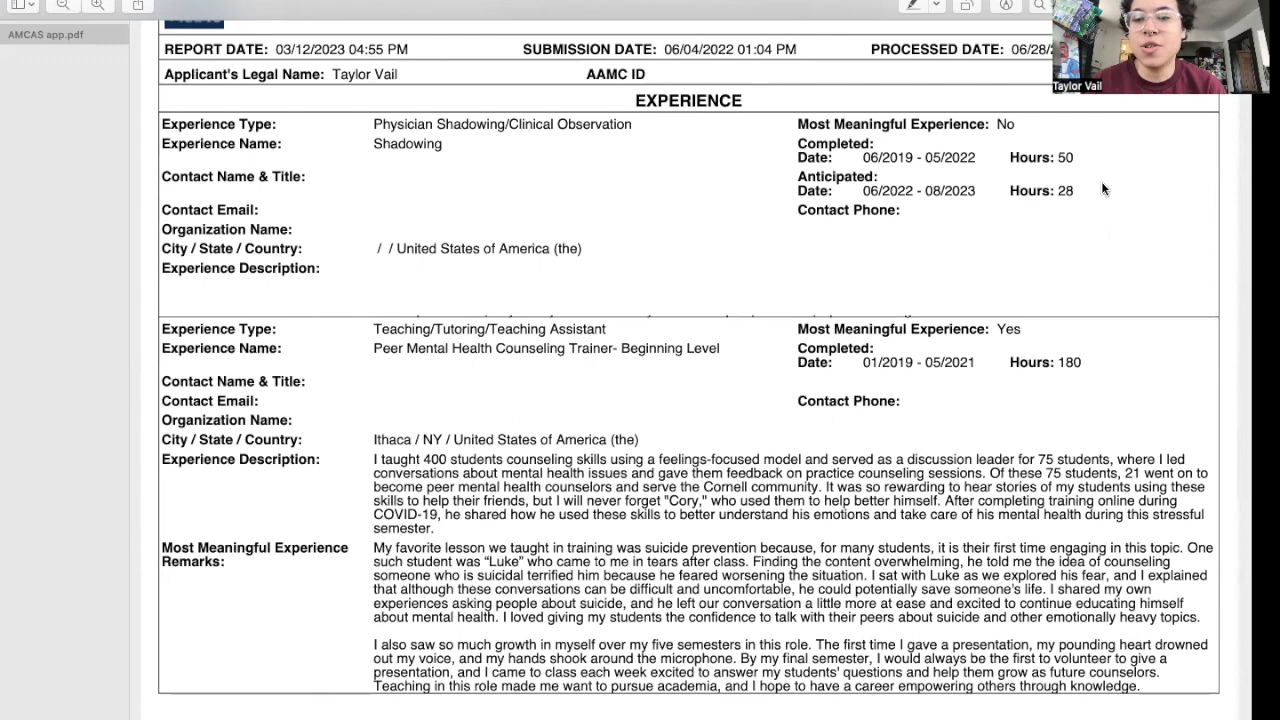 AMCAS app.pdf
REPORT DATE: 03/12/2023 04:55 PM SUBMISSION DATE: 06/04/2022 01:04 PM PROCESSED DATE: 06/28/
Applicant's Legal Name: Taylor Vail AAMC ID
Taylor Vail
EXPERIENCE
Experience Type: Physician Shadowing/Clinical Observation Most Meaningful Experience: No
Experience Name: Shadowing Completed:
Date: 06/2019 - 05/2022 Hours: 50
Contact Name & Title: Anticipated:
Date: 06/2022 - 08/2023 Hours: 28
Contact Email: Contact Phone:
Organization Name:
City / State / Country: / / United States of America (the)
Experience Description:
Experience Type: Teaching/Tutoring/Teaching Assistant Most Meaningful Experience: Yes
Experience Name: Peer Mental Health Counseling Trainer- Beginning Level Completed:
Date: 01/2019 - 05/2021 Hours: 180
Contact Name & Title:
Contact Email: Contact Phone:
Organization Name:
City / State / Country: Ithaca / NY / United States of America (the)
Experience Description: I taught 400 students counseling skills using a feelings-focused model and served as a discussion leader for 75 students, where I led
conversations about mental health issues and gave them feedback on practice counseling sessions. Of these 75 students, 21 went on to
become peer mental health counselors and serve the Cornell community. It was so rewarding to hear stories of my students using these
skills to help their friends, but I will never forget "Cory," who used them to help better himself. After completing training online during
COVID-19, he shared how he used these skills to better understand his emotions and take care of his mental health during this stressful
semester.
Most Meaningful Experience My favorite lesson we taught in training was suicide prevention because, for many students, it is their first time engaging in this topic. One
Remarks: such student was “Luke” who came to me in tears after class. Finding the content overwhelming, he told me the idea of counseling
someone who is suicidal terrified him because he feared worsening the situation. I sat with Luke as we explored his fear, and I explained
that although these conversations can be difficult and uncomfortable, he could potentially save someone's life. I shared my own
experiences asking people about suicide, and he left our conversation a little more at ease and excited to continue educating himself
about mental health. I loved giving my students the confidence to talk with their peers about suicide and other emotionally heavy topics.
I also saw so much growth in myself over my five semesters in this role. The first time I gave a presentation, my pounding heart drowned
out my voice, and my hands shook around the microphone. By my final semester, I would always be the first to volunteer to give a
presentation, and I came to class each week excited to answer my students' questions and help them grow as future counselors.
Teaching in this role made me want to pursue academia, and I hope to have a career empowering others through knowledge.